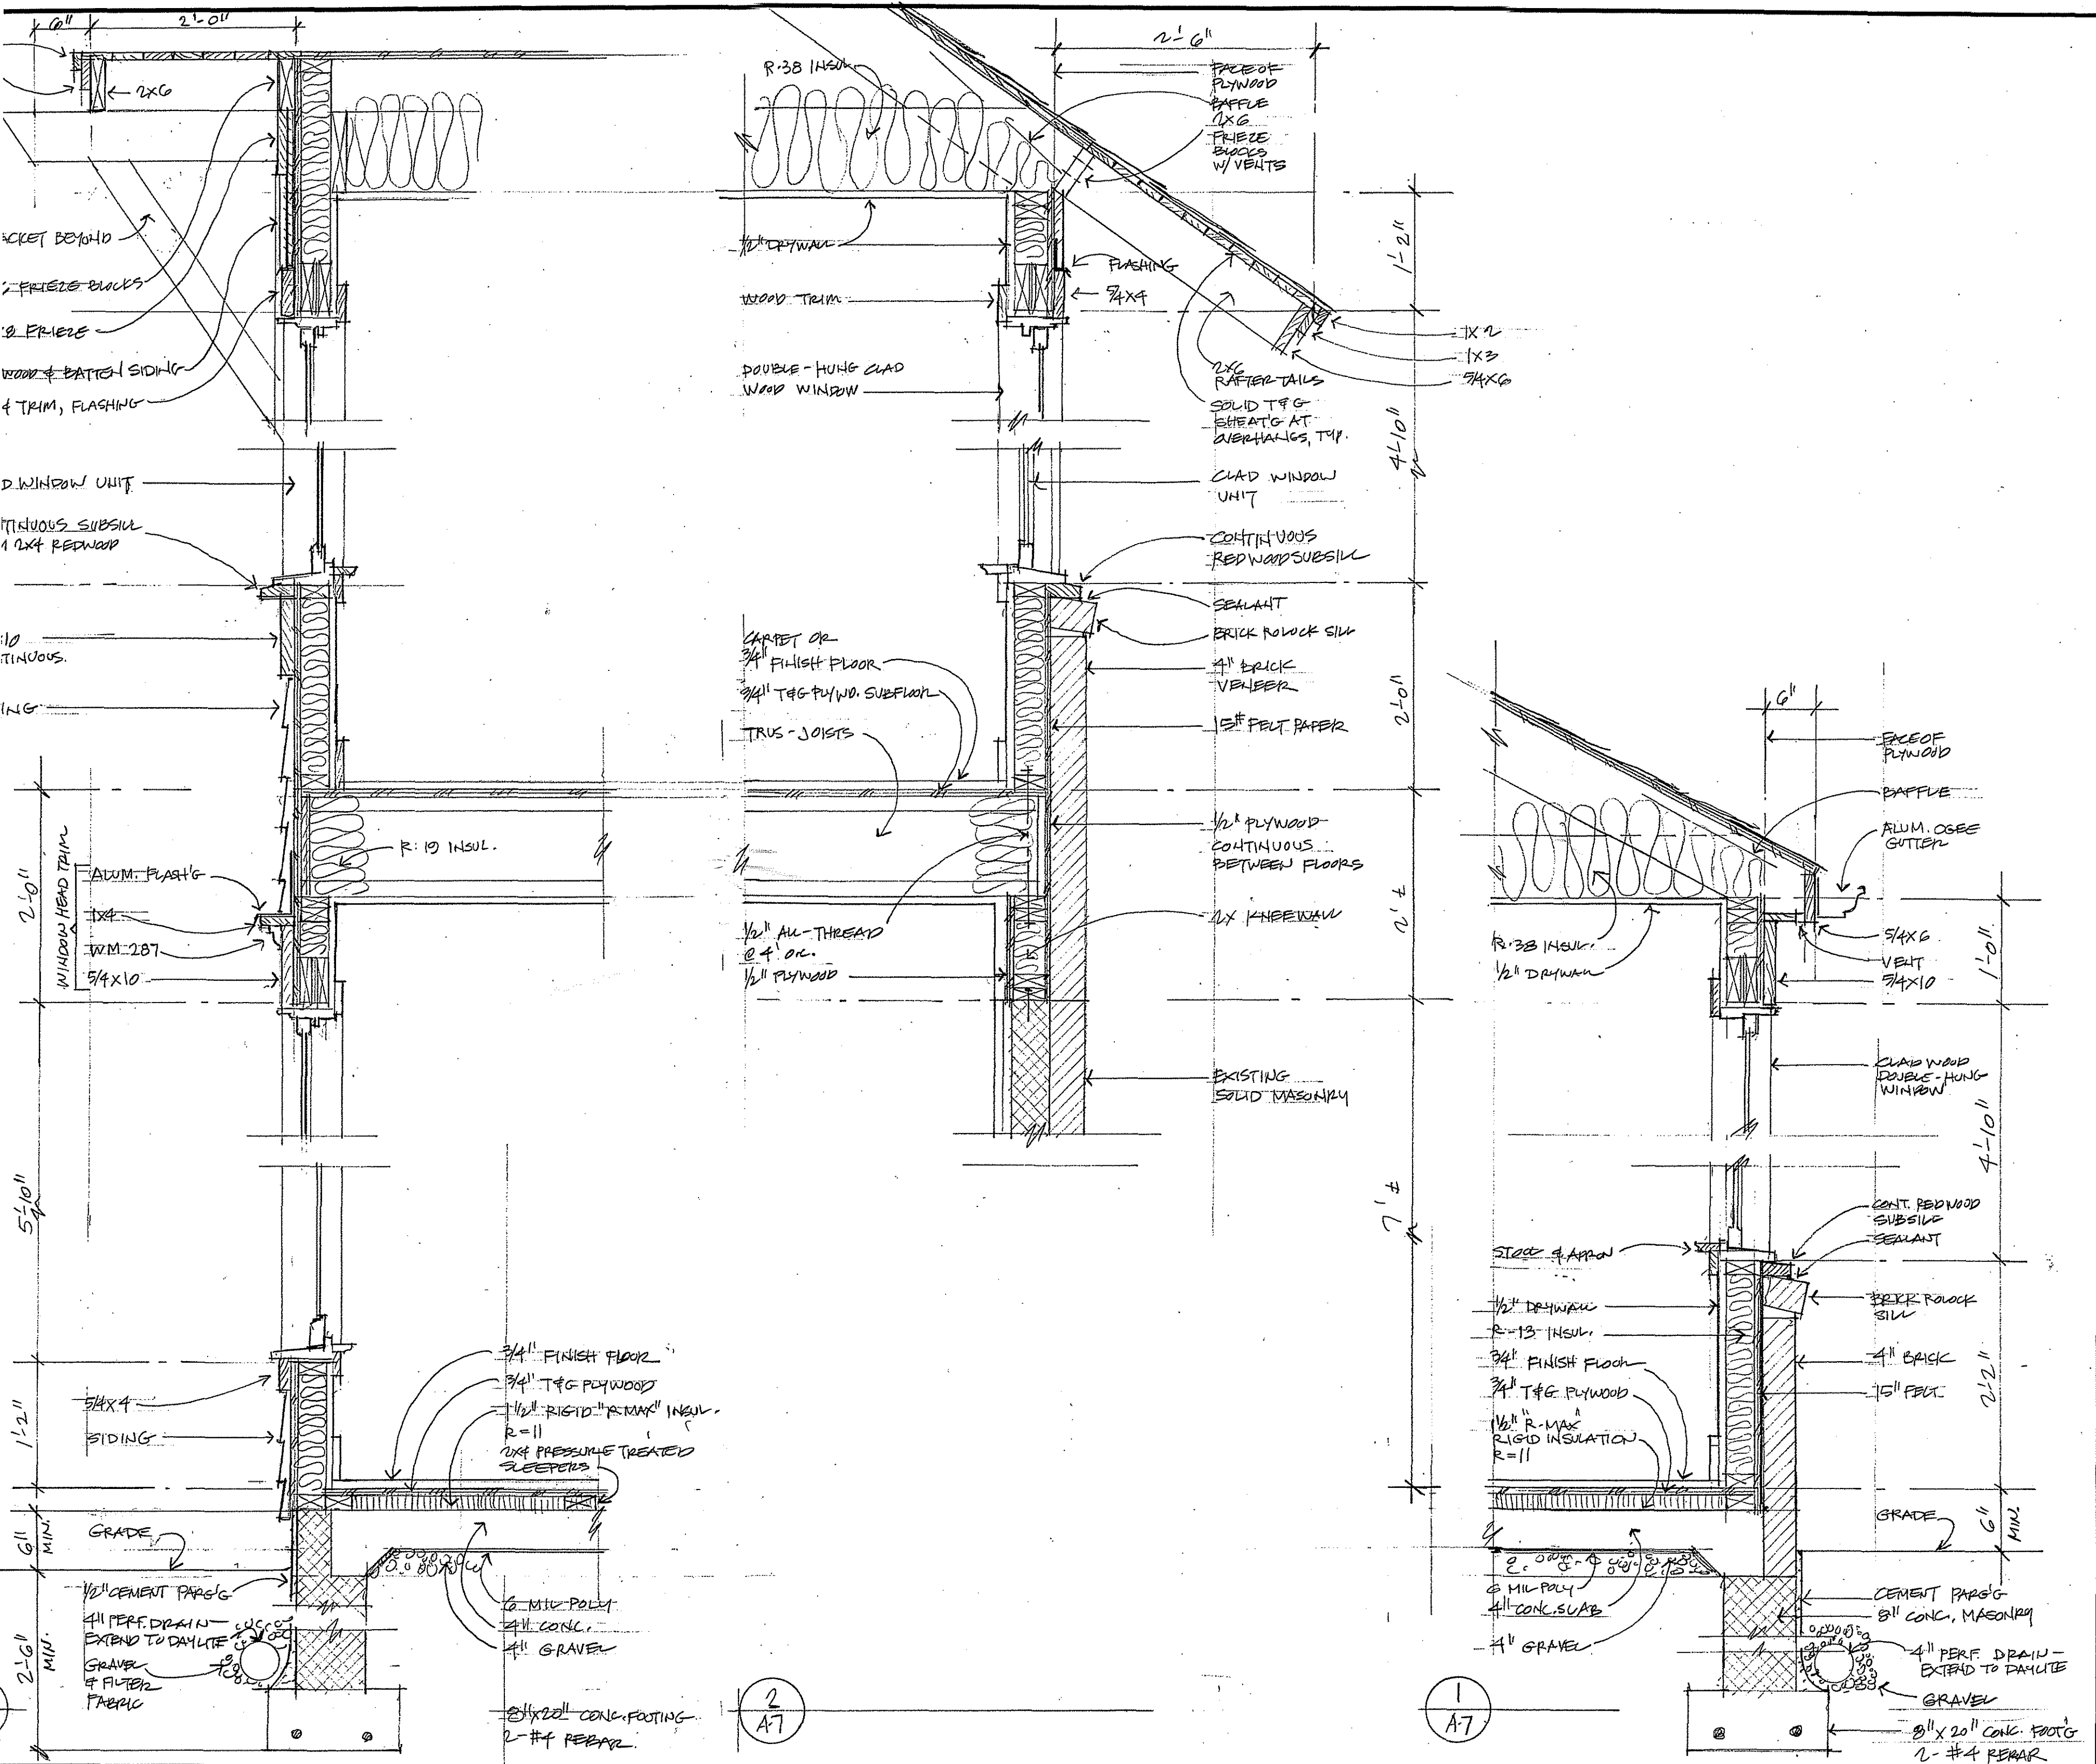 6"
2'-0"
2X6
ACKET BEYOND
FRIEZE BLOCKS
8 FRIEZE
WOOD & BATTEN SIDING
4 TRIM, FLASHING
D WINDOW UNIT
TINUOUS SUBSILL
2X4 REDWOOD
10
TINUOUS.
ING
2'-0"
WINDOW HEAD TRIM
ALUM. FLASH'G
1X4
WM-287
5/4X10
5'-10"
1'-2"
5/4X4
SIDING
6"
MIN.
GRADE
1/2" CEMENT PARG'G
4" PERF. DRAIN -
EXTEND TO DAYLITE
GRAVEL
& FILTER
FABRIC
2'-6"
MIN.
R:19 INSUL.
3/4" FINISH FLOOR
3/4" T&G PLYWOOD
1 1/2" RIGID "R-MAX" INSUL.
R=11
2X4 PRESSURE TREATED
SLEEPERS
6 MIL POLY
4" CONC.
4" GRAVEL
8"X20" CONC. FOOTING
2-#4 REBAR.
2
A-7
R-38 INSUL.
2'-6"
FACE OF
PLYWOOD
BAFFLE
2X6
FRIEZE
BLOCKS
W/ VENTS
1/2" DRYWALL
FLASHING
WOOD TRIM
5/4X4
1'-2"
1X2
1X3
5/4X6
DOUBLE-HUNG CLAD
WOOD WINDOW
2X6
RAFTER TAILS
SOLID T&G
SHEAT'G AT
OVERHANGS, TYP.
4'-10"
CLAD WINDOW
UNIT
CONTINUOUS
REDWOOD SUBSILL
SEALANT
BRICK ROLOCK SILL
4" BRICK
VENEER
15# FELT PAPER
2'-0"
CARPET OR
3/4" FINISH FLOOR
3/4" T&G PLYWD. SUBFLOOR
TRUS-JOISTS
1/2" PLYWOOD
CONTINUOUS
BETWEEN FLOORS
2X KNEEWALL
2' ±
1/2" ALL-THREAD
@ 4' O.C.
1/2" PLYWOOD
EXISTING
SOLID MASONRY
7' ±
6"
FACE OF
PLYWOOD
BAFFLE
ALUM. OGEE
GUTTER
R-38 INSUL.
1/2" DRYWALL
5/4X6
VENT
5/4X10
1'-0"
CLAD WOOD
DOUBLE-HUNG
WINDOW
4'-10"
STOOL & APRON
CONT. REDWOOD
SUBSILL
SEALANT
BRICK ROLOCK
SILL
1/2" DRYWALL
R-13 INSUL.
3/4" FINISH FLOOR
3/4" T&G PLYWOOD
1 1/2" "R-MAX"
RIGID INSULATION
R=11
4" BRICK
15# FELT
2'-2"
GRADE
6"
MIN.
6 MIL POLY
4" CONC. SLAB
4" GRAVEL
CEMENT PARG'G
8" CONC. MASONRY
4" PERF. DRAIN -
EXTEND TO DAYLITE
GRAVEL
8" X 20" CONC. FOOT'G
2-#4 REBAR
1
A-7